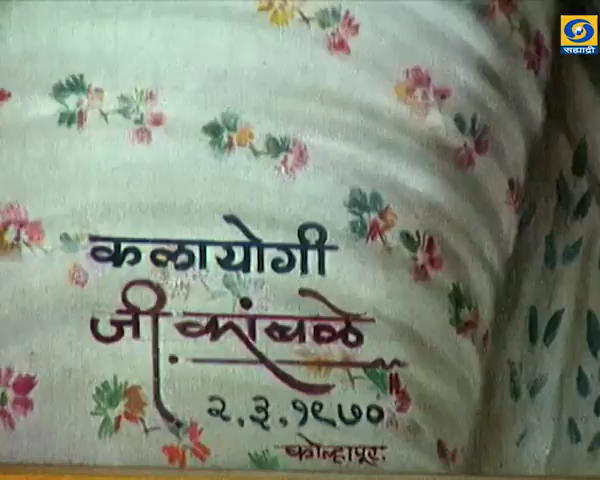 सह्याद्री
कलायोगी
जी कांबळे
२.३.१९७०
कोल्हापूर.